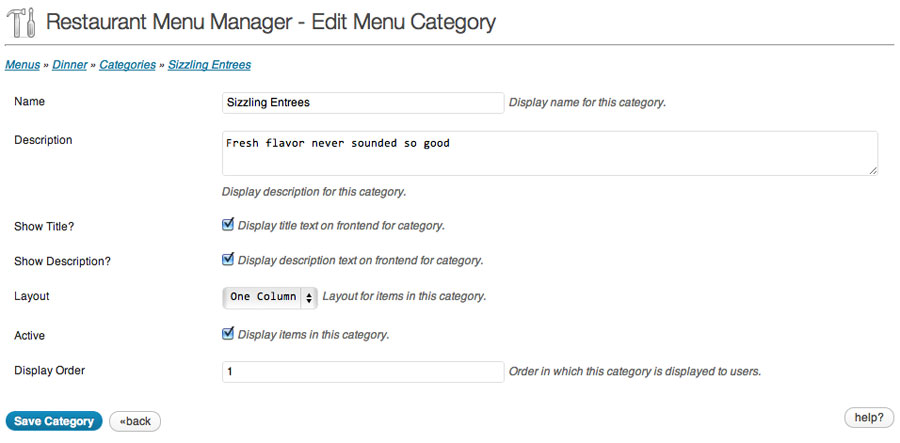 Restaurant Menu Manager - Edit Menu Category
Menus » Dinner » Categories » Sizzling Entrees
Name Sizzling Entrees Display name for this category.
Description Fresh flavor never sounded so good
Display description for this category.
Show Title? Display title text on frontend for category.
Show Description? Display description text on frontend for category.
Layout One Column Layout for items in this category.
Active Display items in this category.
Display Order 1 Order in which this category is displayed to users.
Save Category «back help?